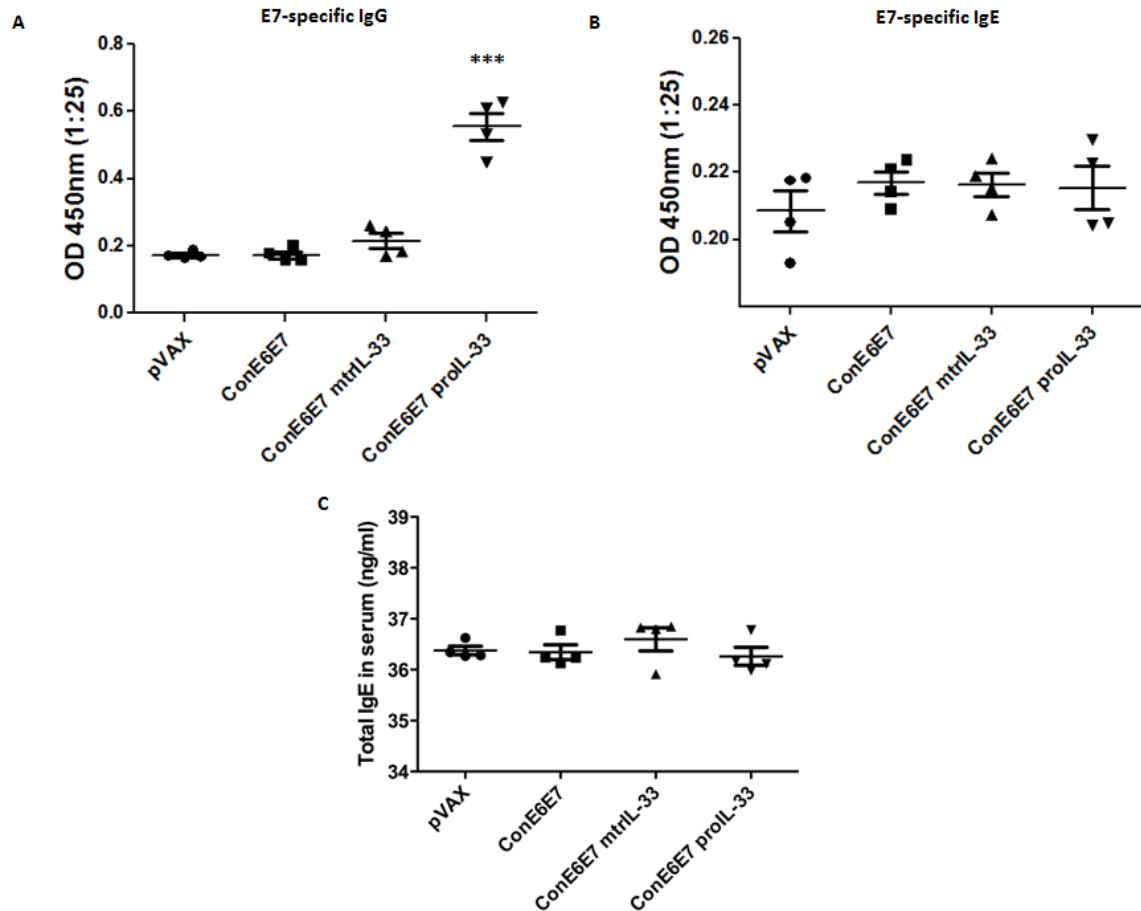 A
E7-specific IgG
OD 450nm (1:25)
0.8
0.6
0.4
0.2
0.0
***
pVAX
ConE6E7
ConE6E7 mtrIL-33
ConE6E7 proIL-33
B
E7-specific IgE
OD 450nm (1:25)
0.26
0.24
0.22
0.20
pVAX
ConE6E7
ConE6E7 mtrIL-33
ConE6E7 proIL-33
C
Total IgE in serum (ng/ml)
39
38
37
36
35
34
pVAX
ConE6E7
ConE6E7 mtrIL-33
ConE6E7 proIL-33